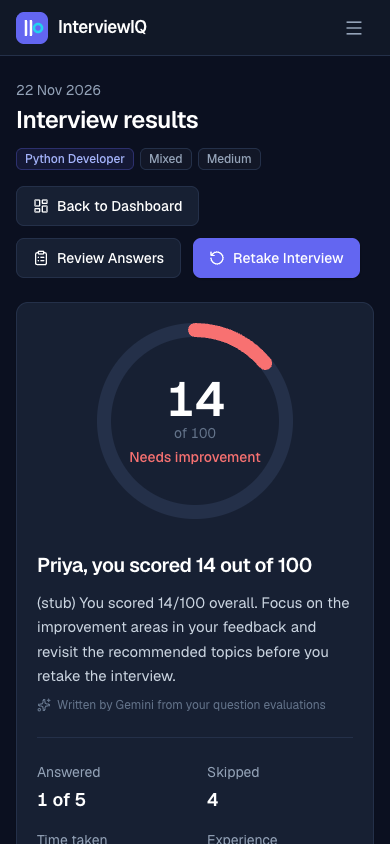 InterviewIQ
22 Nov 2026
Interview results
Python Developer Mixed Medium
Back to Dashboard
Review Answers Retake Interview
14
of 100
Needs improvement
Priya, you scored 14 out of 100
(stub) You scored 14/100 overall. Focus on the
improvement areas in your feedback and
revisit the recommended topics before you
retake the interview.
Written by Gemini from your question evaluations
Answered Skipped
1 of 5 4
Time taken Experience